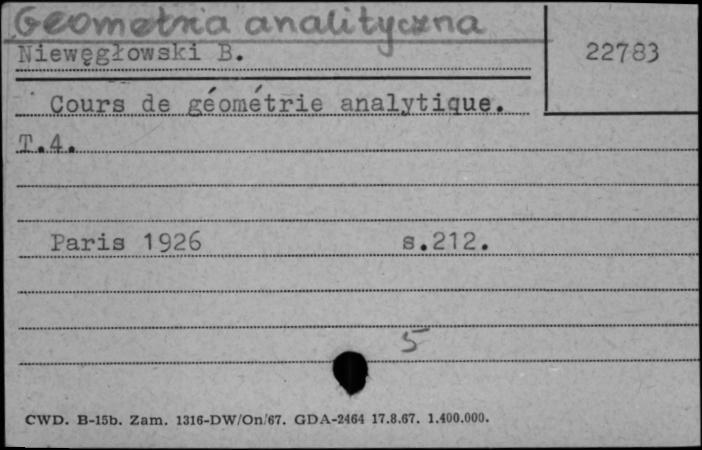 Geometria analityczna
Niewęgłowski B.
22783
Cours de géométrie analytique.
T.4.
Paris 1926 s.212.
5
CWD. B-15b. Zam. 1316-DW/On/67. GDA-2464 17.8.67. 1.400.000.